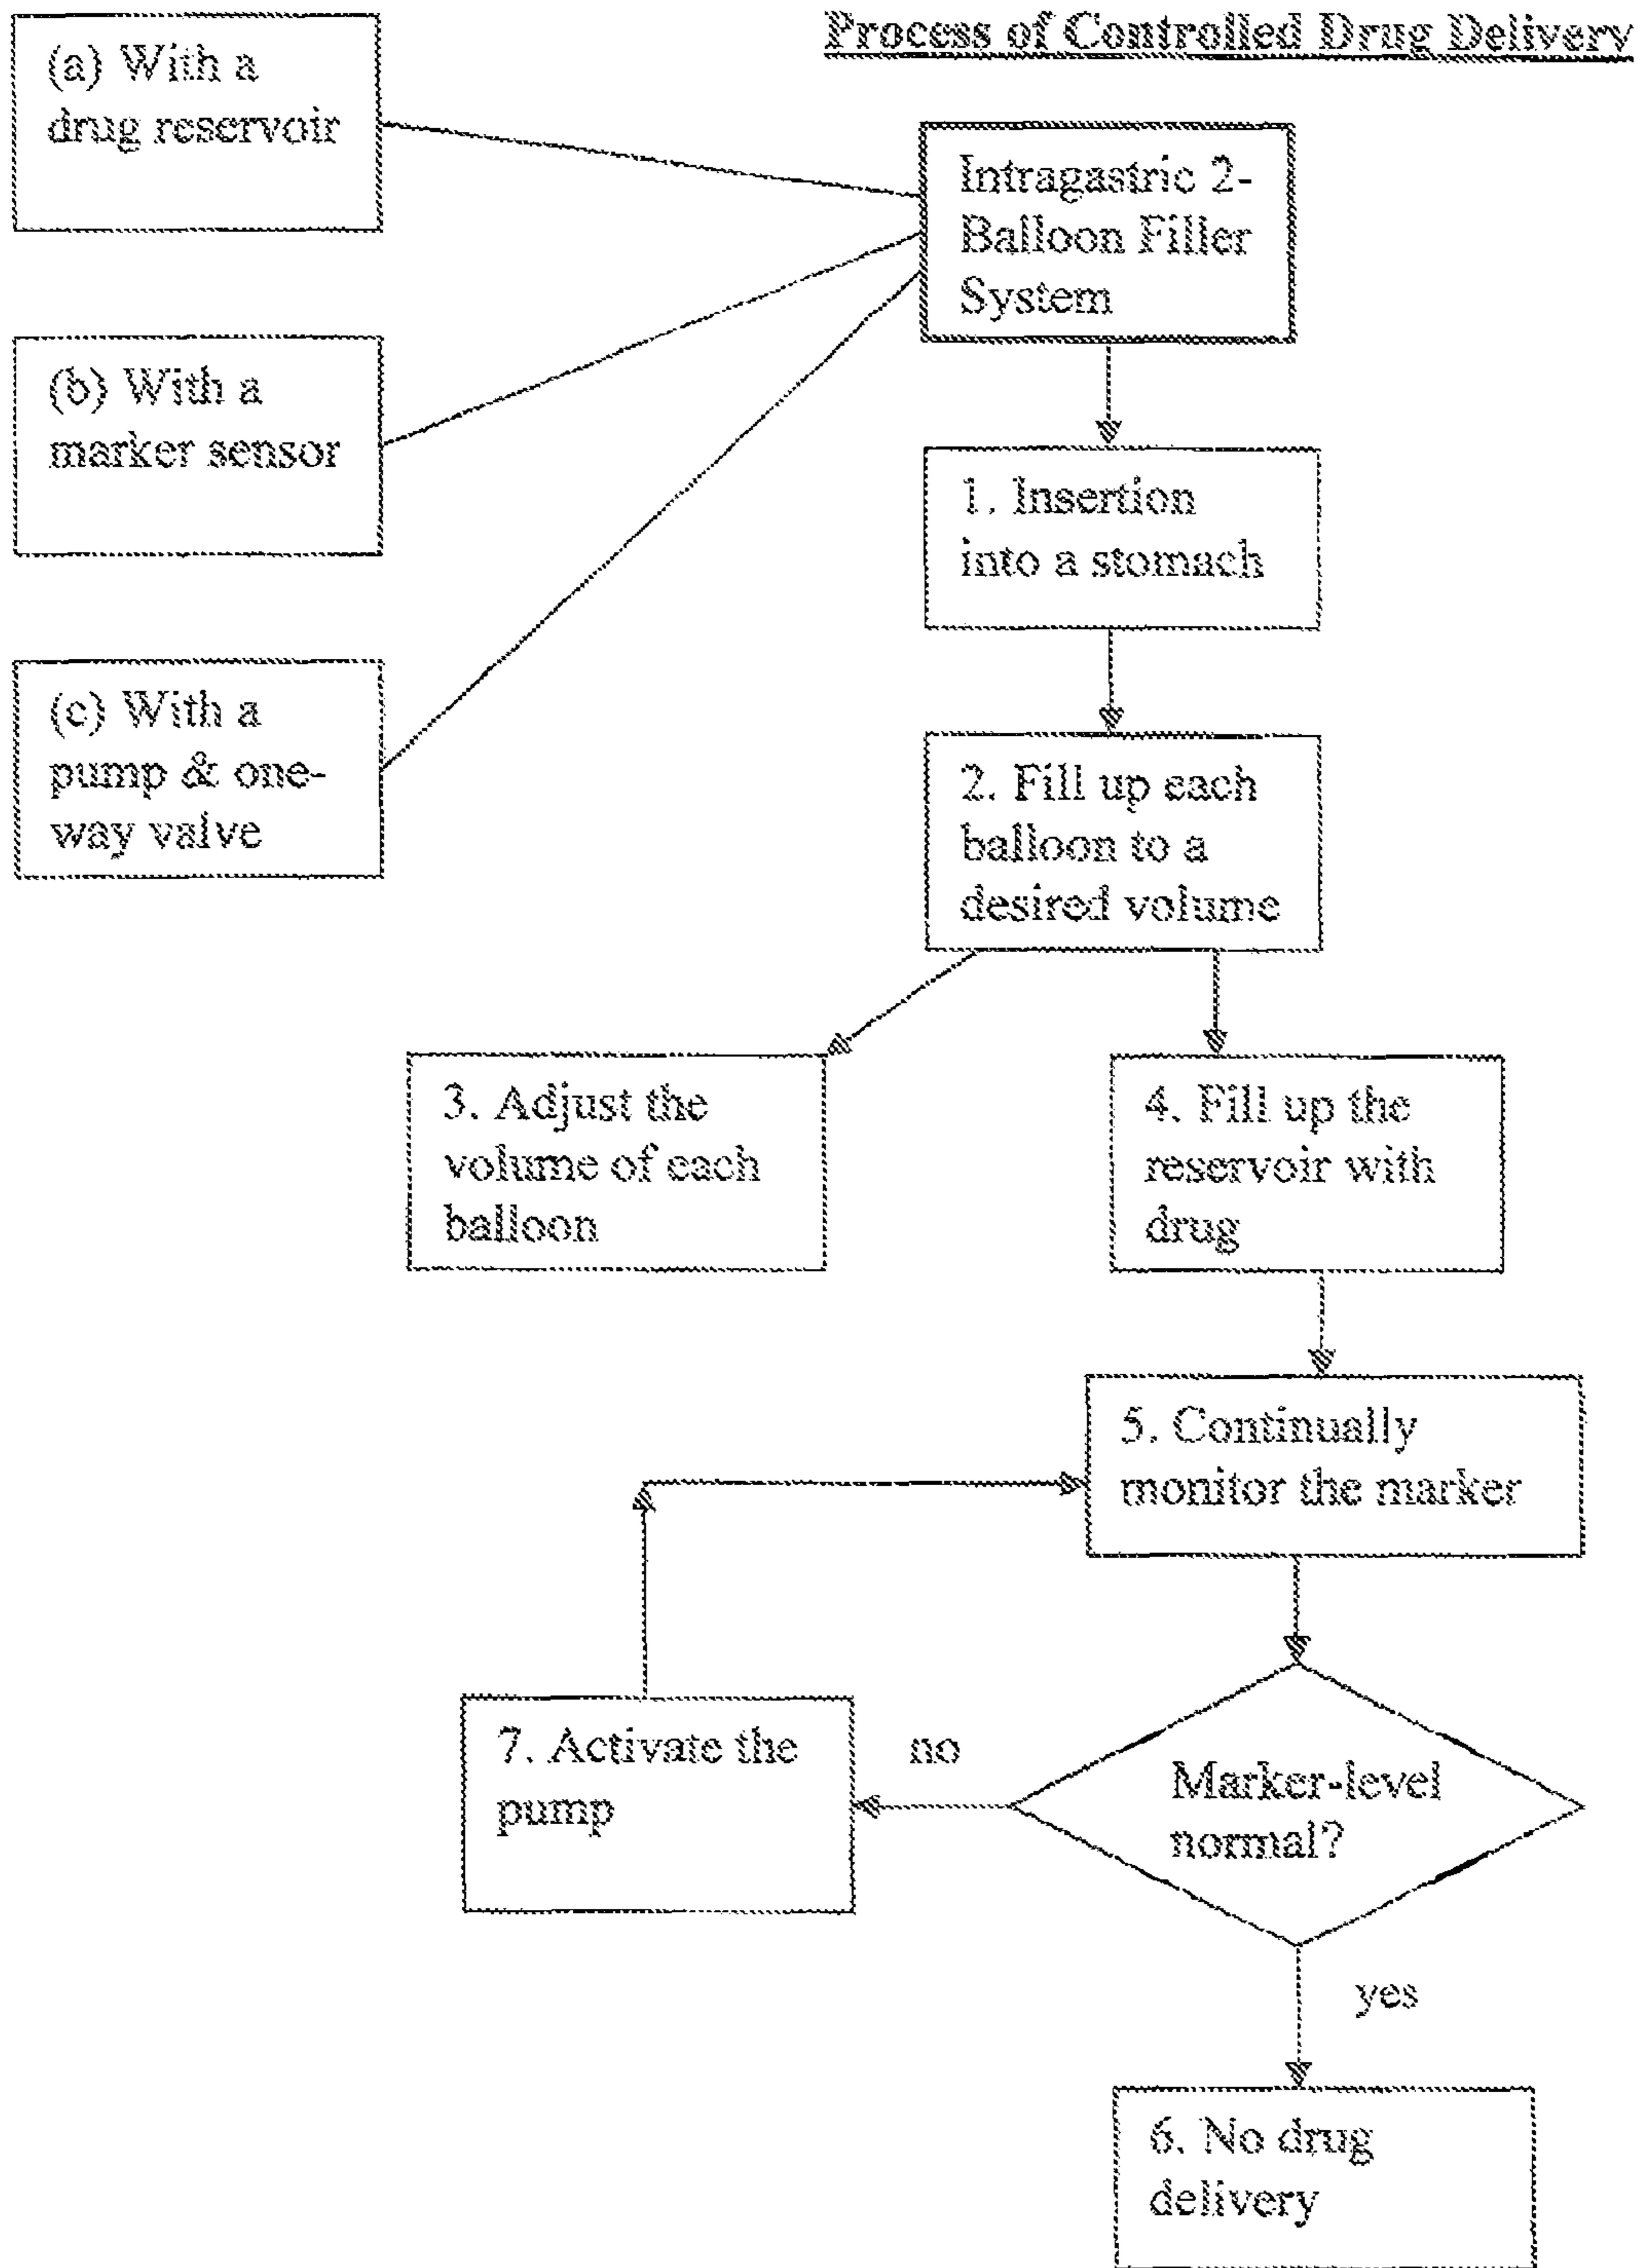 Process of Controlled Drug Delivery
(a) With a
drug reservoir
Intragastric 2-
Balloon Filler
System
(b) With a
marker sensor
1. Insertion
into a stomach
(c) With a
pump & one-
way valve
2. Fill up each
balloon to a
desired volume
3. Adjust the
volume of each
balloon
4. Fill up the
reservoir with
drug
5. Continually
monitor the marker
7. Activate the
pump
no
Marker-level
normal?
yes
6. No drug
delivery